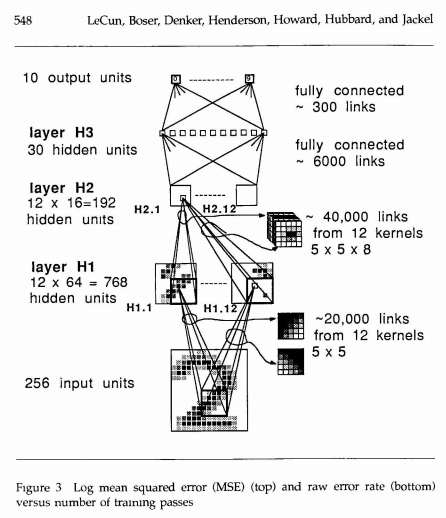 548 LeCun, Boser, Denker, Henderson, Howard, Hubbard, and Jackel
10 output units
0 9
fully connected
~ 300 links
layer H3
30 hidden units
fully connected
~ 6000 links
layer H2
12 x 16=192
hidden units
H2.1 H2.12
~ 40,000 links
from 12 kernels
5 x 5 x 8
layer H1
12 x 64 = 768
hidden units
H1.1 H1.12
~20,000 links
from 12 kernels
5 x 5
256 input units
Figure 3 Log mean squared error (MSE) (top) and raw error rate (bottom)
versus number of training passes